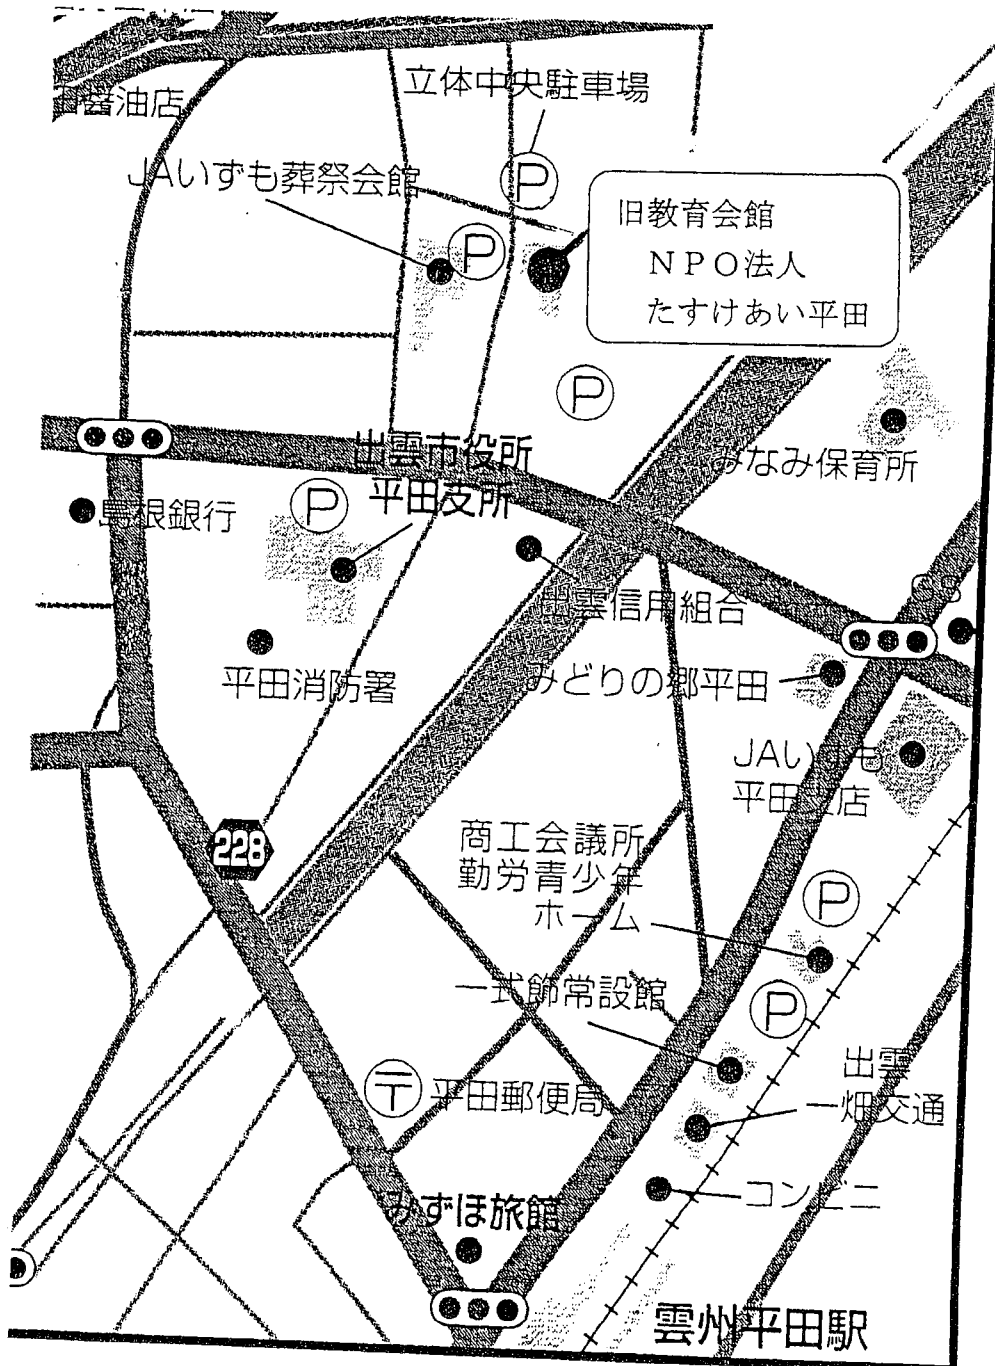 醤油店
立体中央駐車場
P
JAいずも葬祭会館
P
旧教育会館
NPO法人
たすけあい平田
P
出雲市役所
平田支所
みなみ保育所
P
島根銀行
出雲信用組合
平田消防署
みどりの郷平田
JAいずも
平田支店
228
商工会議所
勤労青少年
ホーム
P
一式飾常設館
P
〒
平田郵便局
出雲
一畑交通
コンビニ
みずほ旅館
雲州平田駅